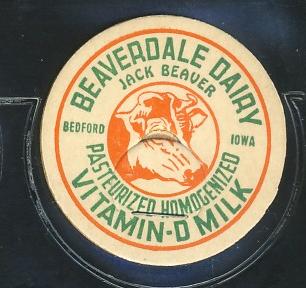 BEAVERDALE DAIRY
JACK BEAVER
BEDFORD IOWA
PASTEURIZED HOMOGENIZED
VITAMIN-D MILK